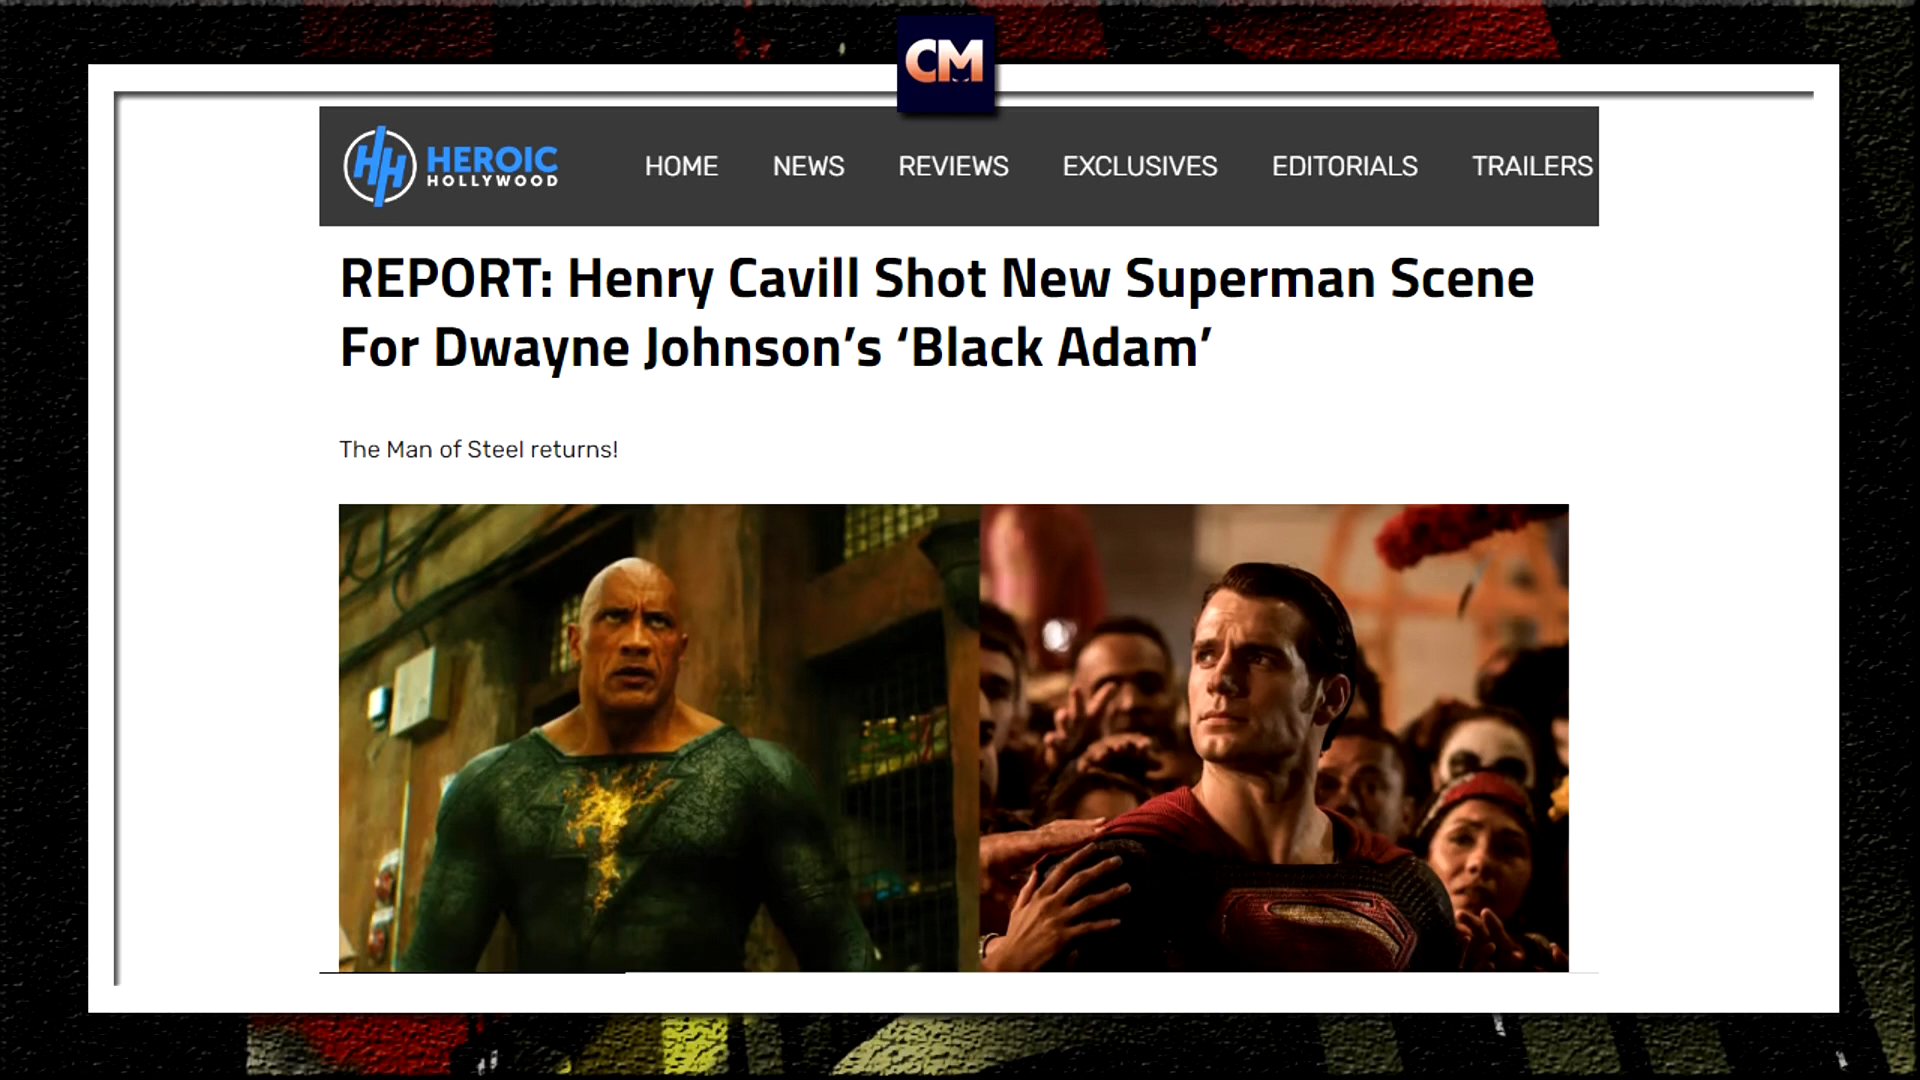 CM
HEROIC
HOLLYWOOD
HOME NEWS REVIEWS EXCLUSIVES EDITORIALS TRAILERS
REPORT: Henry Cavill Shot New Superman Scene
For Dwayne Johnson’s ‘Black Adam’
The Man of Steel returns!